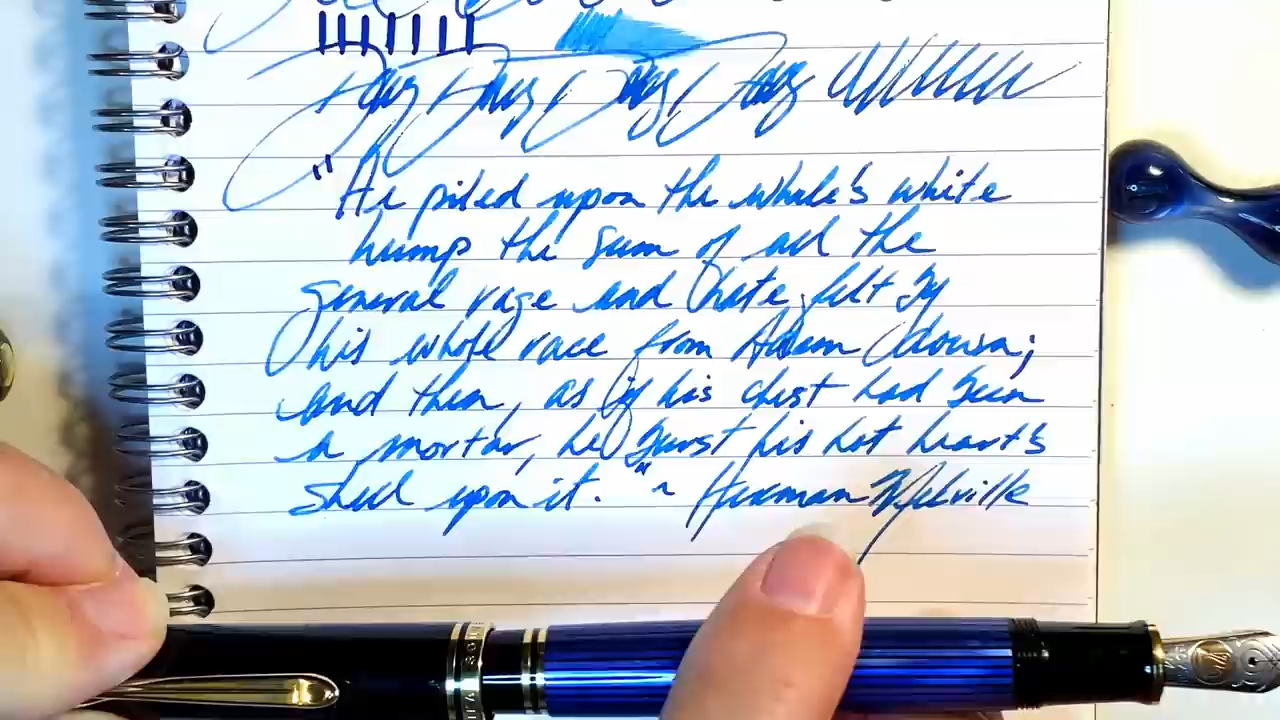 "He piled upon the whale's white
hump the sum of all the
general rage and hate felt by
his whole race from Adam down;
and then, as if his chest had been
a mortar, he burst his hot heart's
shell upon it." ~ Herman Melville